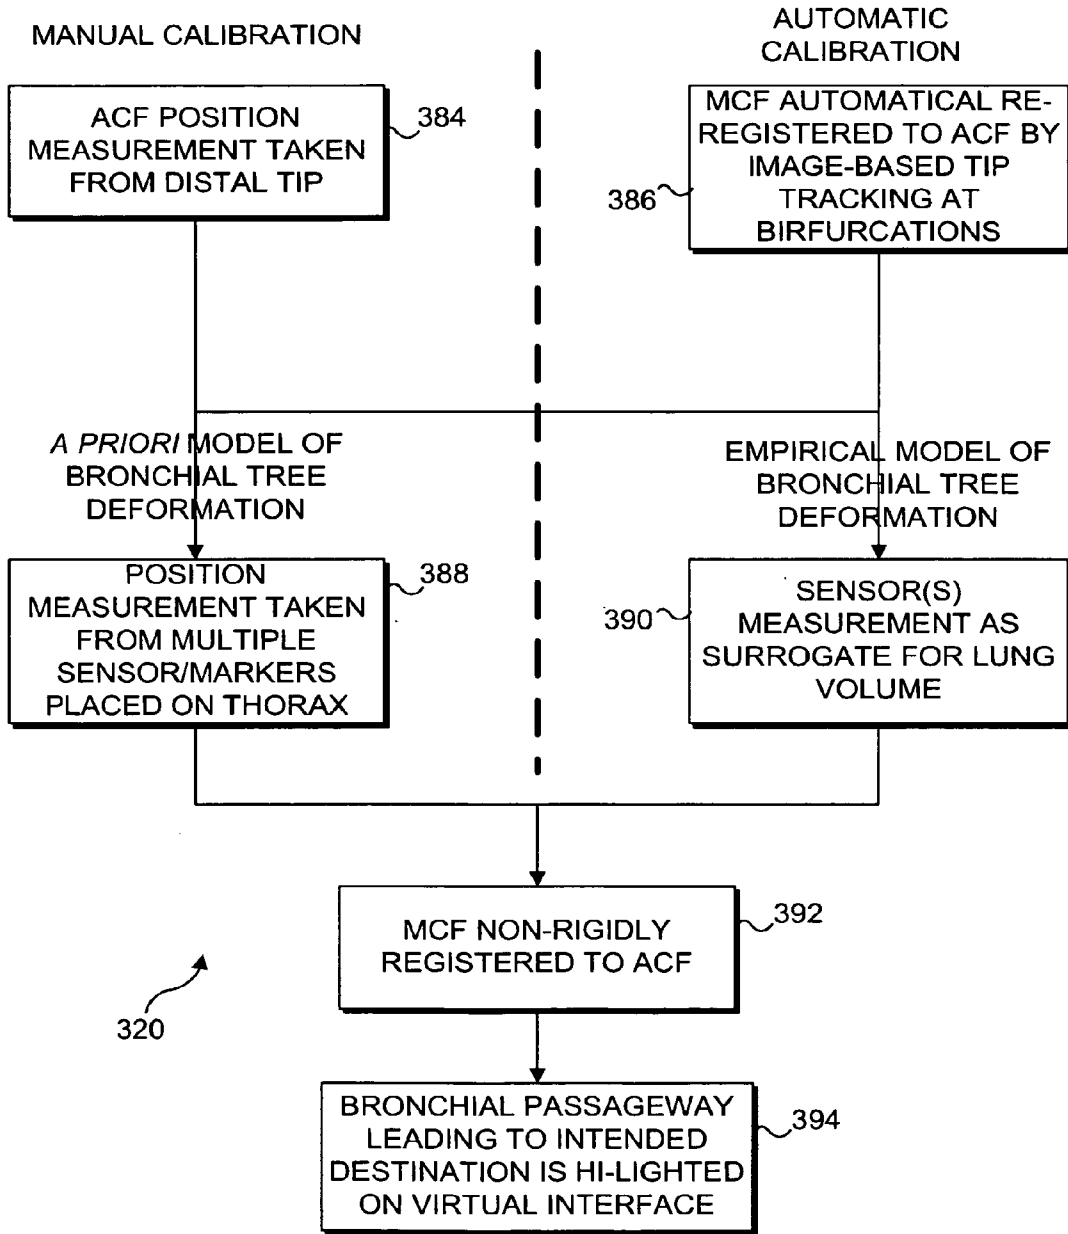 MANUAL CALIBRATION
AUTOMATIC
CALIBRATION
ACF POSITION
MEASUREMENT TAKEN
FROM DISTAL TIP
384
MCF AUTOMATICAL RE-
REGISTERED TO ACF BY
IMAGE-BASED TIP
TRACKING AT
BIRFURCATIONS
386
A PRIORI MODEL OF
BRONCHIAL TREE
DEFORMATION
EMPIRICAL MODEL OF
BRONCHIAL TREE
DEFORMATION
POSITION
MEASUREMENT TAKEN
FROM MULTIPLE
SENSOR/MARKERS
PLACED ON THORAX
388
390
SENSOR(S)
MEASUREMENT AS
SURROGATE FOR LUNG
VOLUME
MCF NON-RIGIDLY
REGISTERED TO ACF
392
320
BRONCHIAL PASSAGEWAY
LEADING TO INTENDED
DESTINATION IS HI-LIGHTED
ON VIRTUAL INTERFACE
394